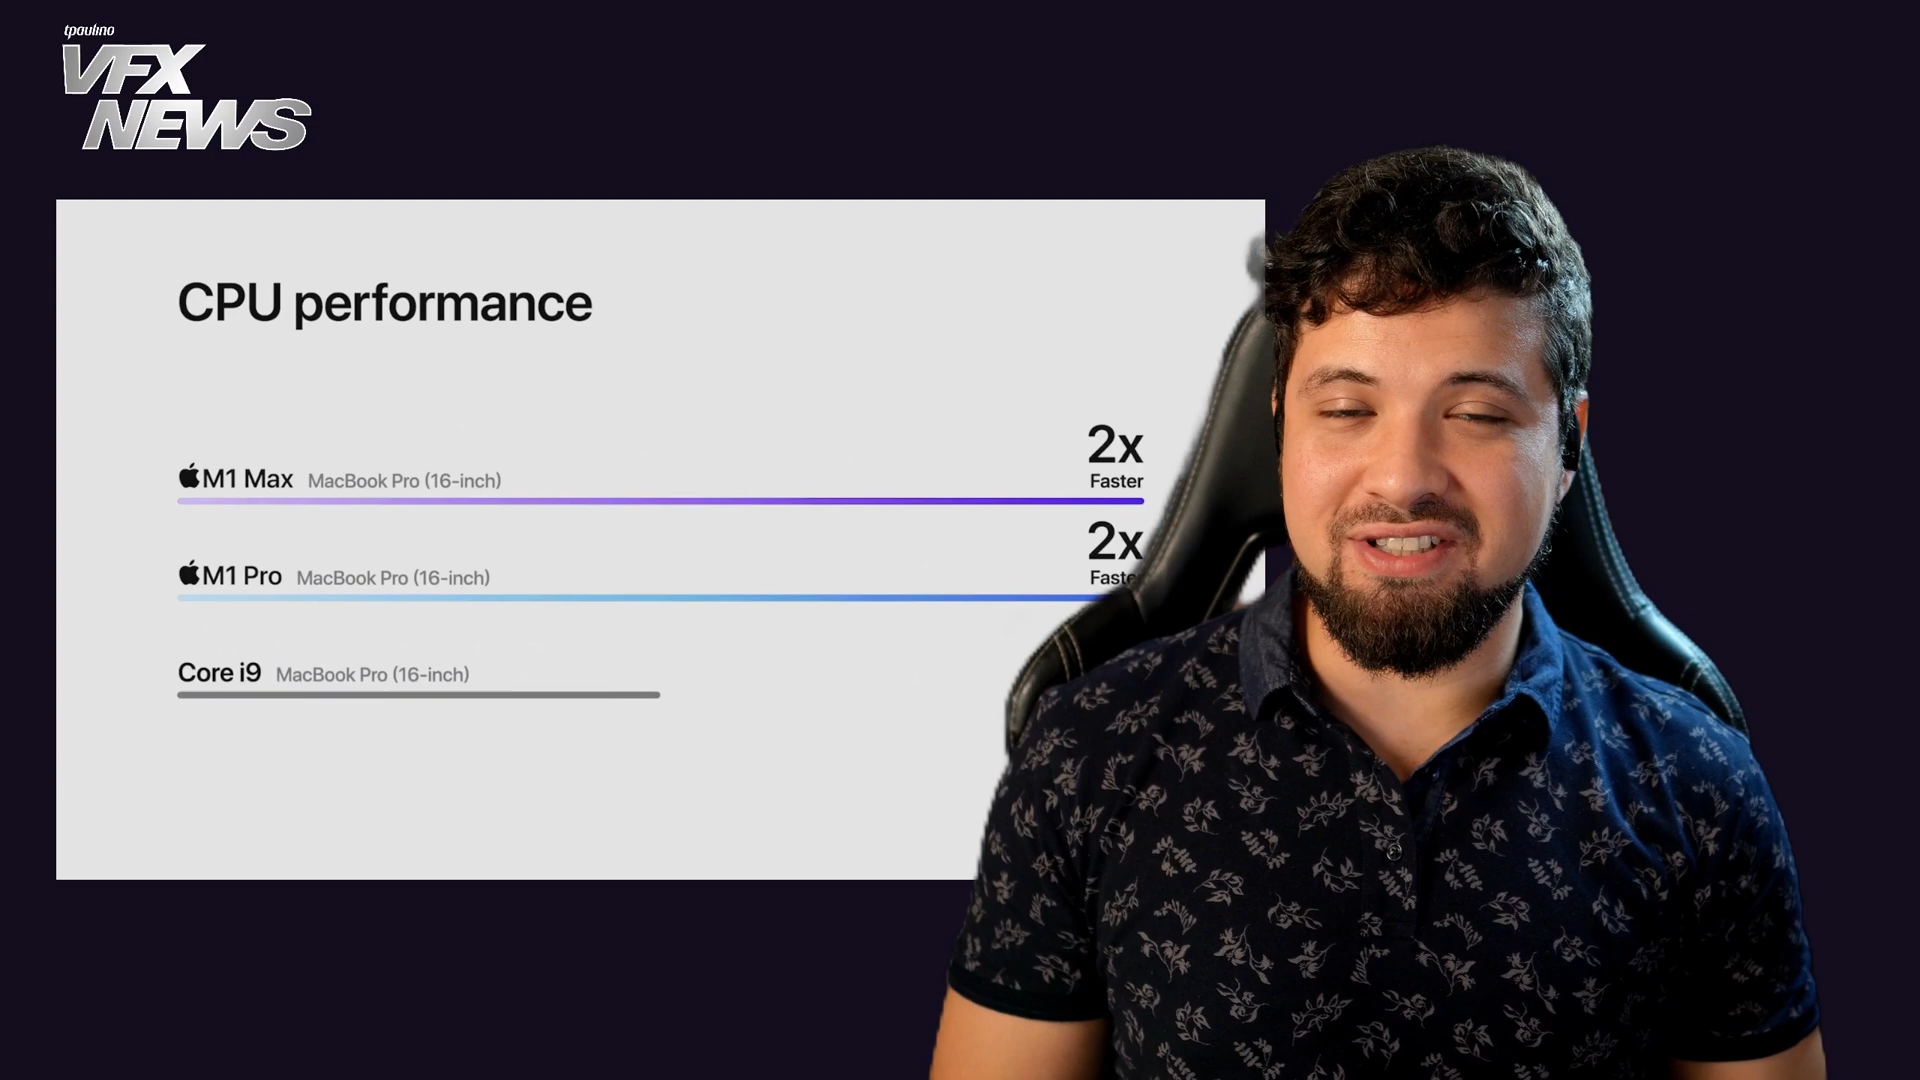 tpaulino
VFX
NEWS
CPU performance
2x
M1 Max MacBook Pro (16-inch)
Faster
2x
M1 Pro MacBook Pro (16-inch)
Faste
Core i9 MacBook Pro (16-inch)